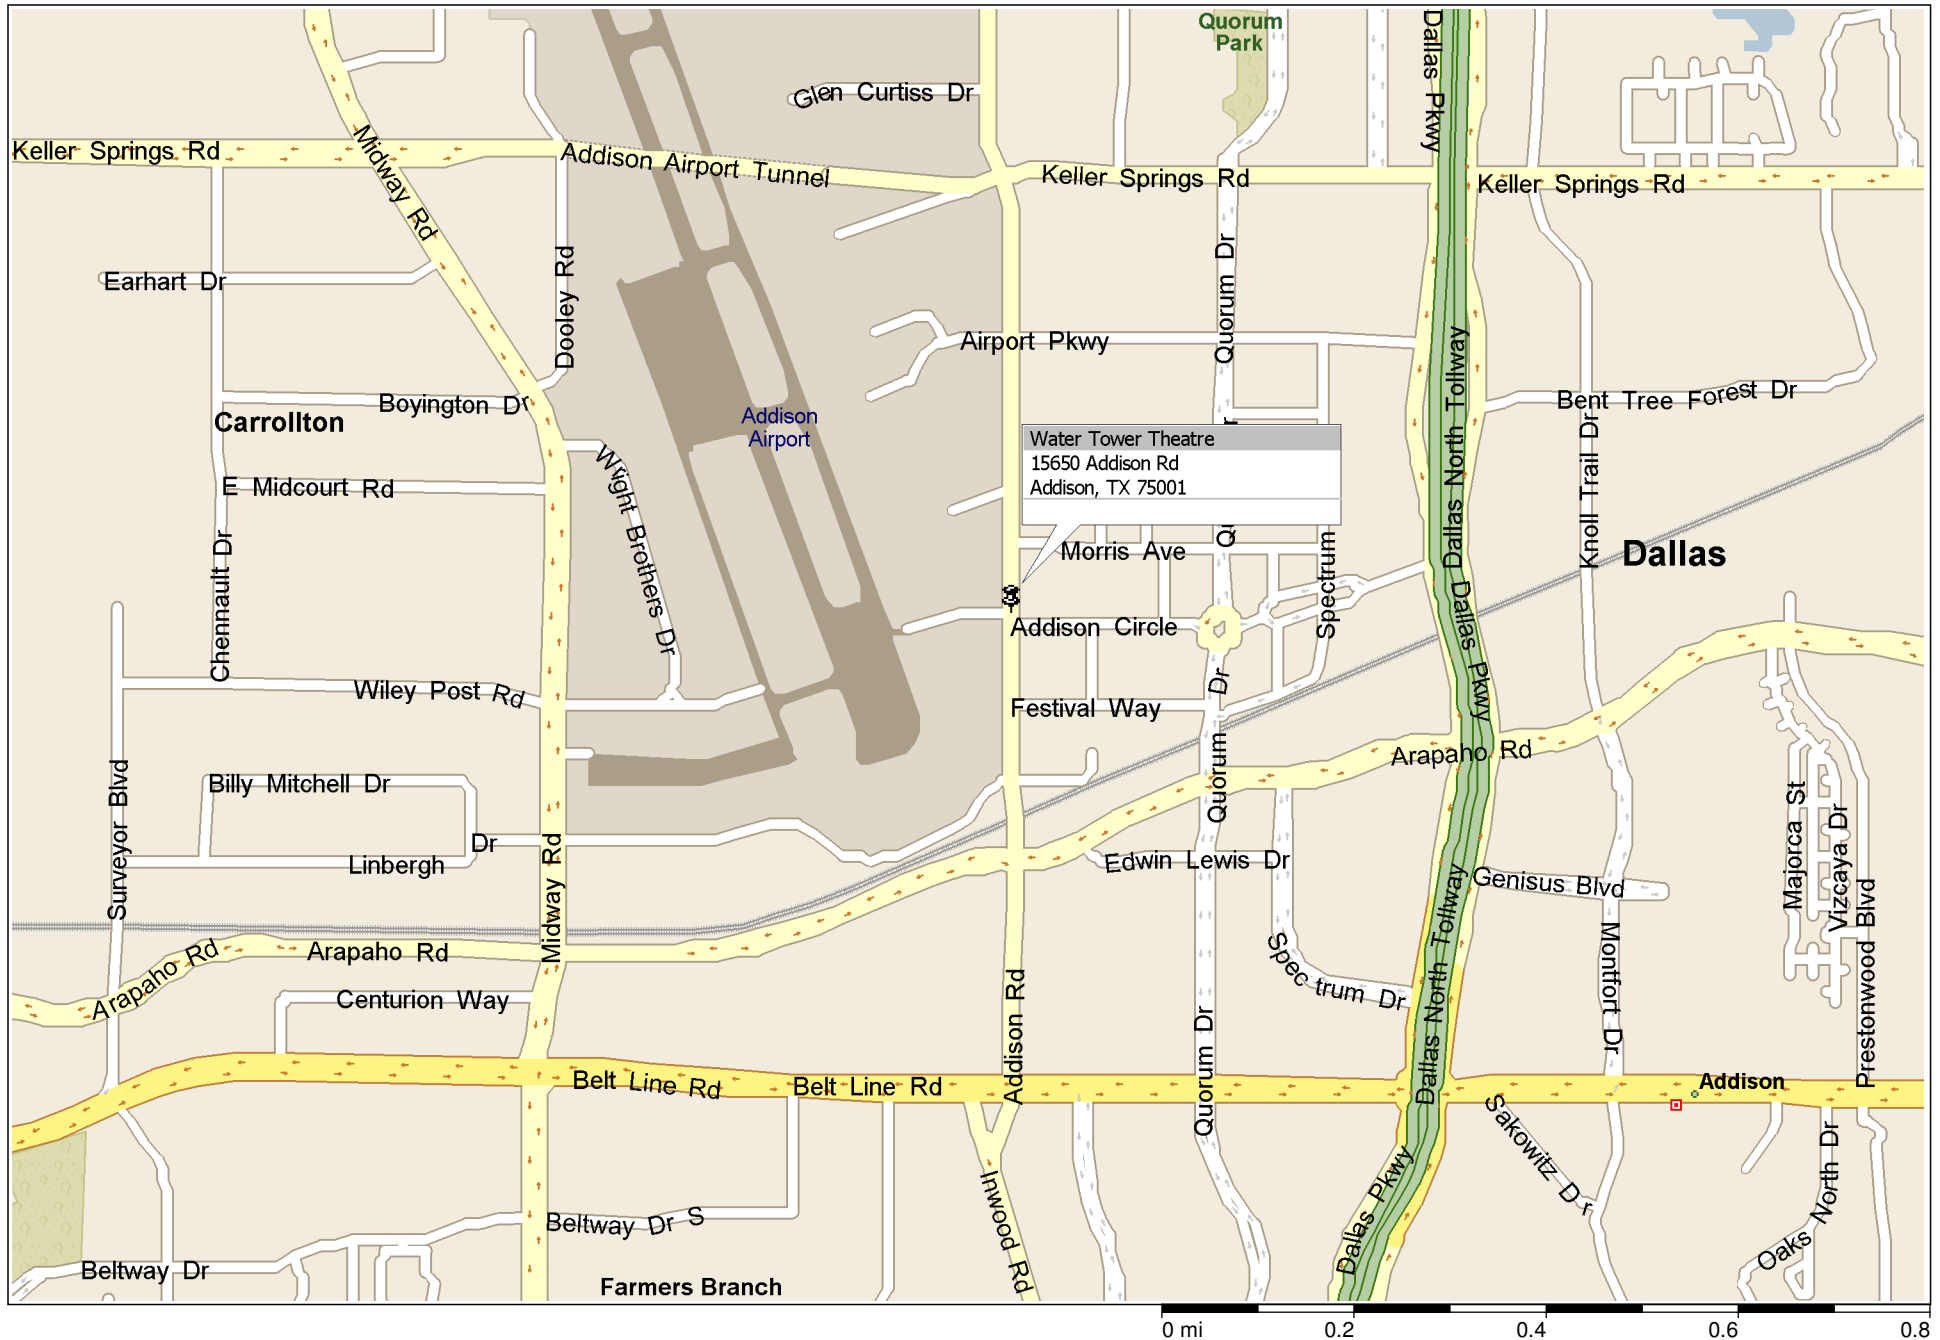 Quorum
Park
Dallas Pkwy
Glen Curtiss Dr
Keller Springs Rd
Midway Rd
Addison Airport Tunnel
Keller Springs Rd
Keller Springs Rd
Earhart Dr
Dooley Rd
Quorum Dr
Airport Pkwy
Dallas North Tollway
Bent Tree Forest Dr
Boyington Dr
Carrollton
Addison
Airport
Knoll Trail Dr
Water Tower Theatre
15650 Addison Rd
Addison, TX 75001
E Midcourt Rd
Wright Brothers Dr
Chennault Dr
Dallas North Tollway
Morris Ave
Spectrum
Dallas
Dallas Pkwy
Addison Circle
Wiley Post Rd
Quorum Dr
Festival Way
Arapaho Rd
Surveyor Blvd
Billy Mitchell Dr
Majorca St
Vizcaya Dr
Linbergh Dr
Midway Rd
Edwin Lewis Dr
Genisus Blvd
Prestonwood Blvd
Dallas North Tollway
Arapaho Rd
Arapaho Rd
Spectrum Dr
Montfort Dr
Centurion Way
Addison Rd
Quorum Dr
Dallas North Tollway
Belt Line Rd
Belt Line Rd
Addison
Sakowitz Dr
Inwood Rd
Dallas Pkwy
Oaks North Dr
Beltway Dr S
Beltway Dr
Farmers Branch
0 mi 0.2 0.4 0.6 0.8